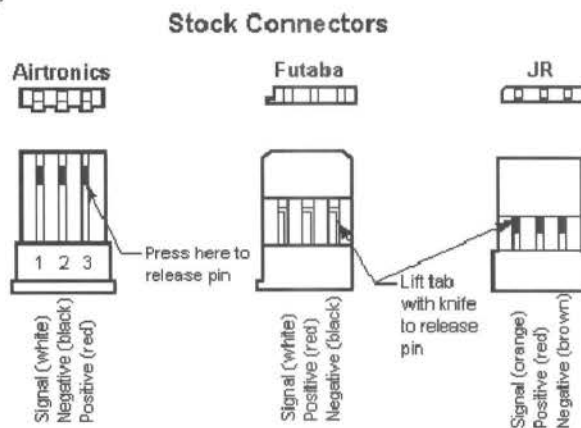 Stock Connectors
Airtronics
Futaba
JR
1 2 3
Press here to
release pin
Lift tab
with knife
to release
pin
Signal (white)
Negative (black)
Positive (red)
Signal (white)
Positive (red)
Negative (black)
Signal (orange)
Positive (red)
Negative (brown)